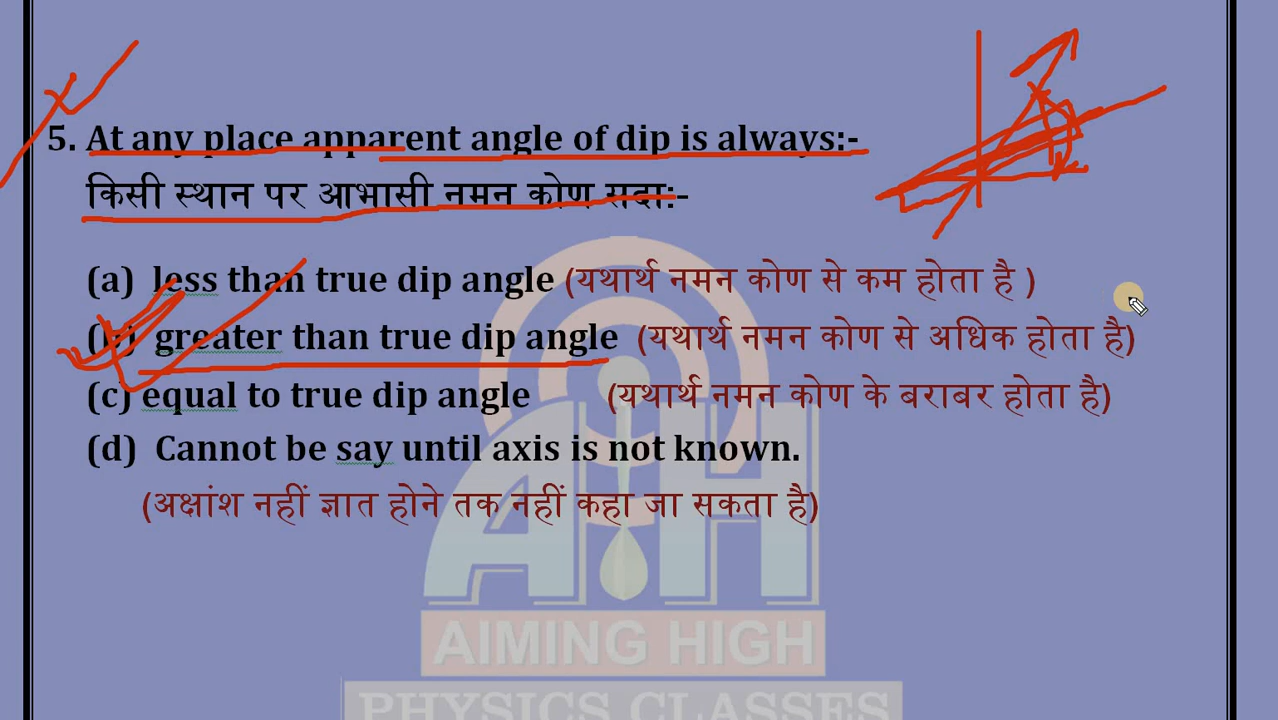 5. At any place apparent angle of dip is always:-
किसी स्थान पर आभासी नमन कोण सदा:-
(a) less than true dip angle (यथार्थ नमन कोण से कम होता है )
(b) greater than true dip angle (यथार्थ नमन कोण से अधिक होता है)
(c) equal to true dip angle (यथार्थ नमन कोण के बराबर होता है)
(d) Cannot be say until axis is not known.
(अक्षांश नहीं ज्ञात होने तक नहीं कहा जा सकता है)
AH
AIMING HIGH
PHYSICS CLASSES